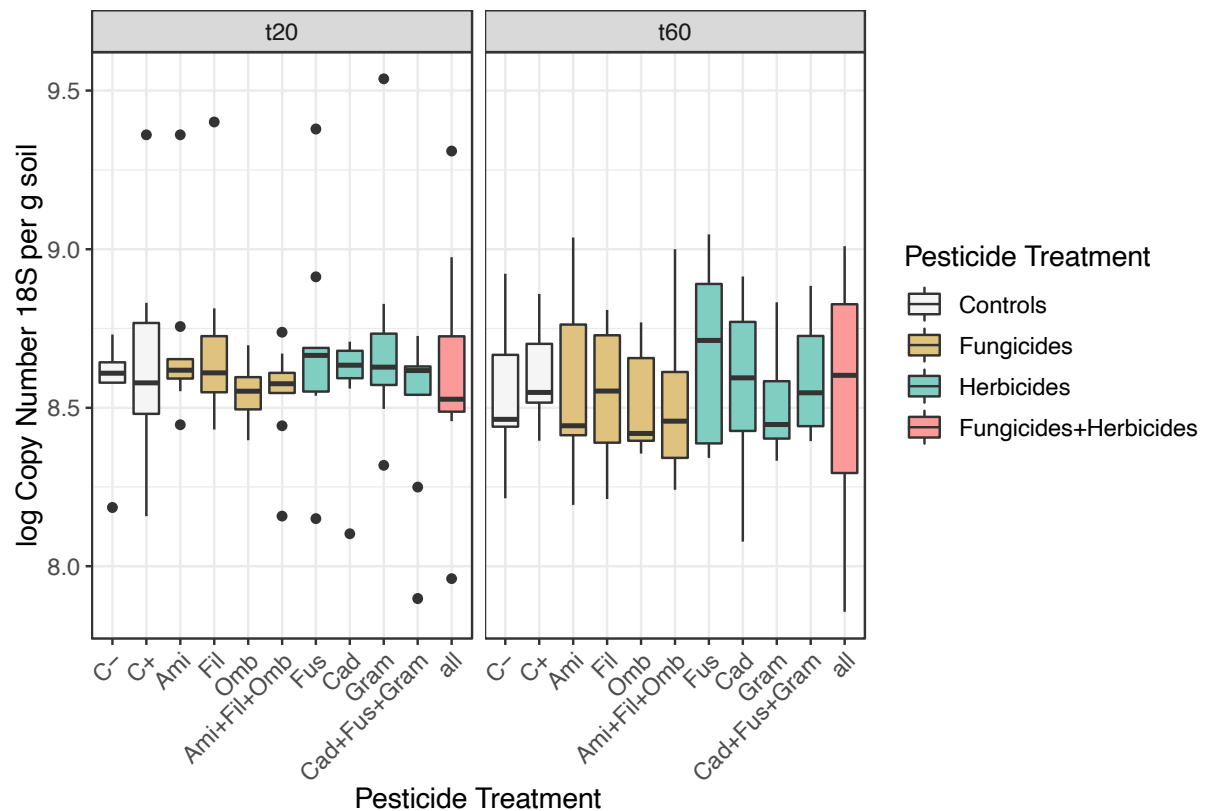 t20
t60
log Copy Number 18S per g soil
9.5
9.0
8.5
8.0
C−
C+
Ami
Fil
Omb
Ami+Fil+Omb
Fus
Cad
Gram
Cad+Fus+Gram
all
C−
C+
Ami
Fil
Omb
Ami+Fil+Omb
Fus
Cad
Gram
Cad+Fus+Gram
all
Pesticide Treatment
Pesticide Treatment
Controls
Fungicides
Herbicides
Fungicides+Herbicides